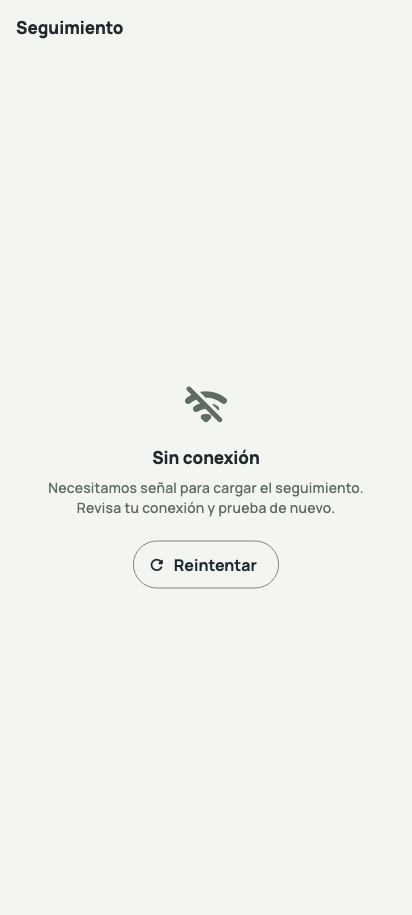 Seguimiento
Sin conexión
Necesitamos señal para cargar el seguimiento.
Revisa tu conexión y prueba de nuevo.
Reintentar